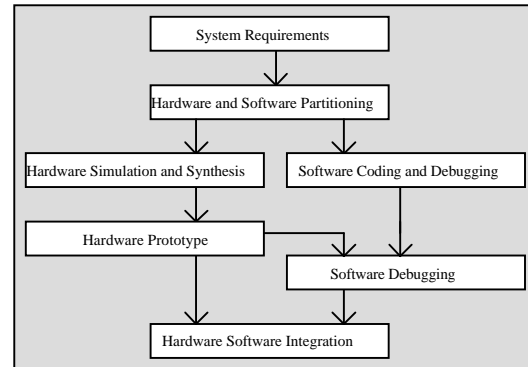 System Requirements
Hardware and Software Partitioning
Hardware Simulation and Synthesis
Software Coding and Debugging
Hardware Prototype
Software Debugging
Hardware Software Integration